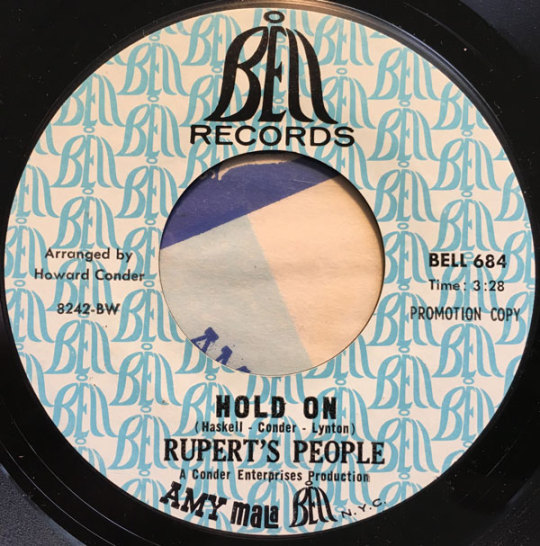 BELL
RECORDS
Arranged by
Howard Conder
8242-BW
BELL 684
Time: 3:28
PROMOTION COPY
HOLD ON
(Haskell - Conder - Lynton)
RUPERT'S PEOPLE
A Conder Enterprises Production
AMY mala BELL N.Y.C.